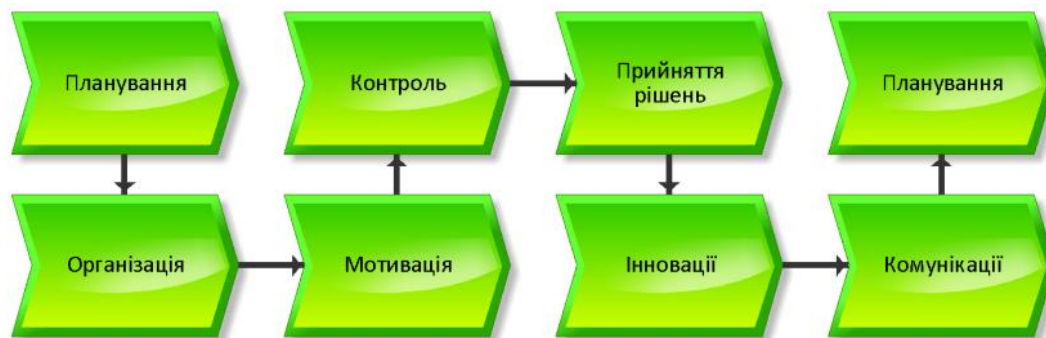 Планування
Організація
Мотивація
Контроль
Прийняття
рішень
Інновації
Комунікації
Планування